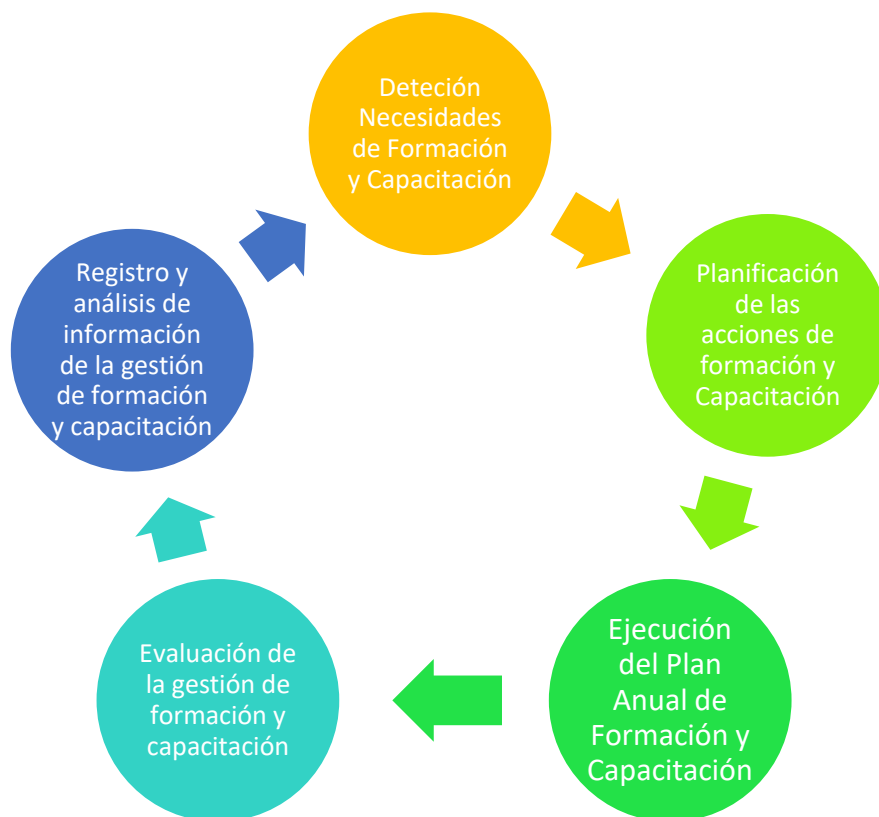 Deteción
Necesidades
de Formación
y Capacitación
Planificación
de las
acciones de
formación y
Capacitación
Ejecución
del Plan
Anual de
Formación y
Capacitación
Evaluación de
la gestión de
formación y
capacitación
Registro y
análisis de
información
de la gestión
de formación
y capacitación